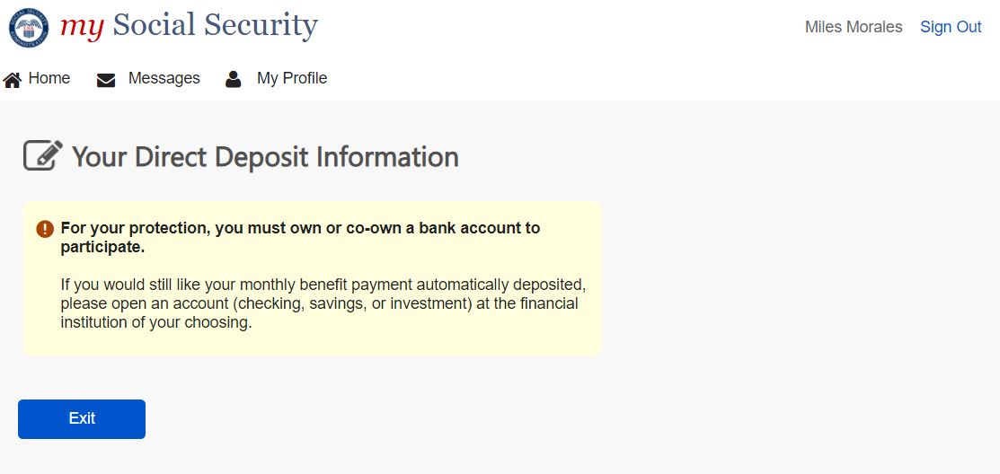 my Social Security
Miles Morales
Sign Out
Home
Messages
My Profile
Your Direct Deposit Information
For your protection, you must own or co-own a bank account to
participate.
If you would still like your monthly benefit payment automatically deposited,
please open an account (checking, savings, or investment) at the financial
institution of your choosing.
Exit